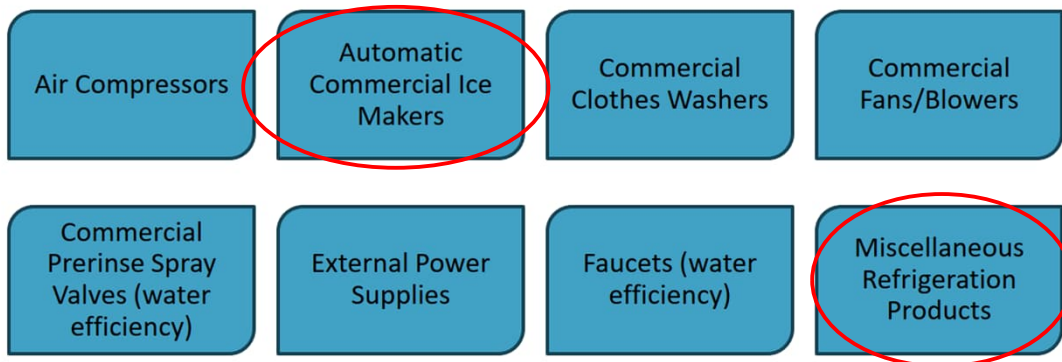 Air Compressors
Automatic
Commercial Ice
Makers
Commercial
Clothes Washers
Commercial
Fans/Blowers
Commercial
Prerinse Spray
Valves (water
efficiency)
External Power
Supplies
Faucets (water
efficiency)
Miscellaneous
Refrigeration
Products